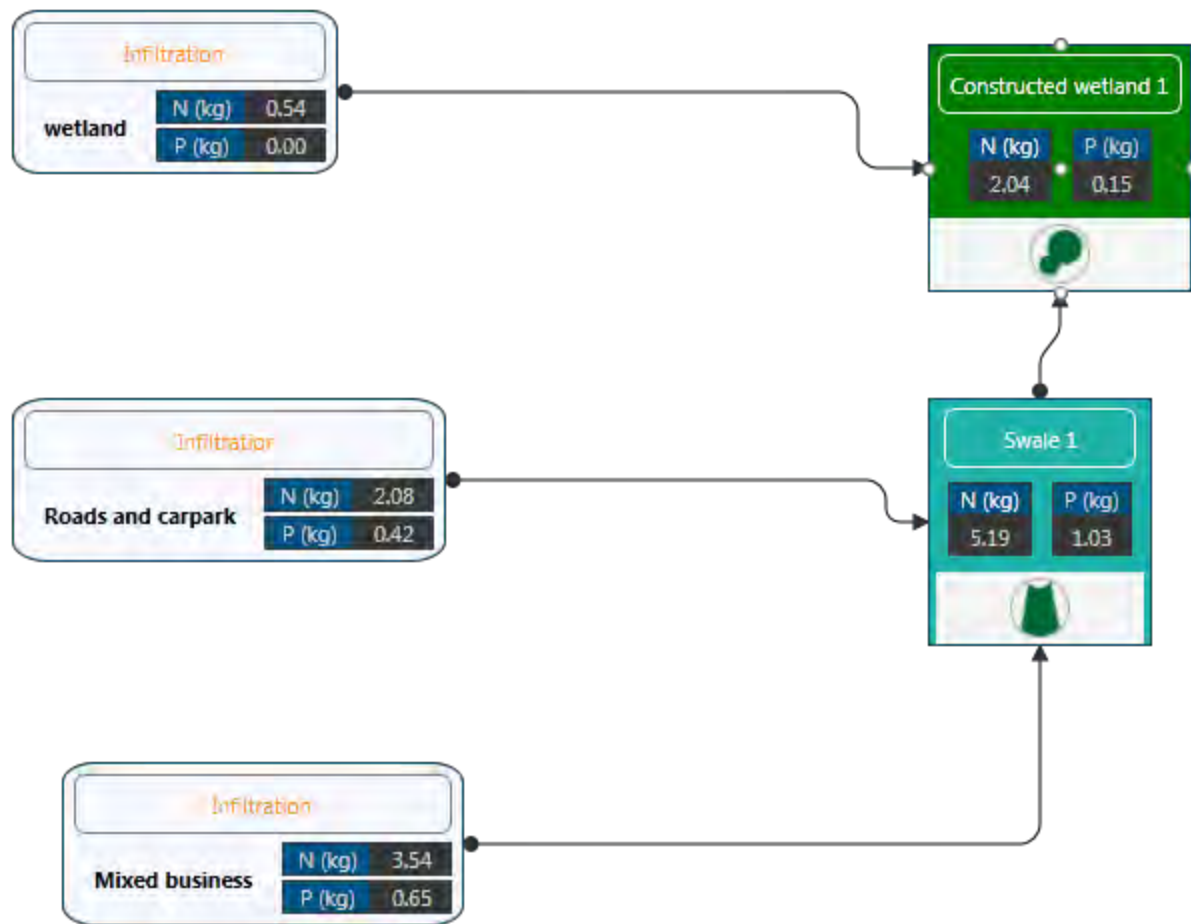 Infiltration
wetland
N (kg) 0.54
P (kg) 0.00
Constructed wetland 1
N (kg) P (kg)
2.04 0.15
Infiltration
Roads and carpark
N (kg) 2.08
P (kg) 0.42
Swale 1
N (kg) P (kg)
5.19 1.03
Infiltration
Mixed business
N (kg) 3.54
P (kg) 0.65